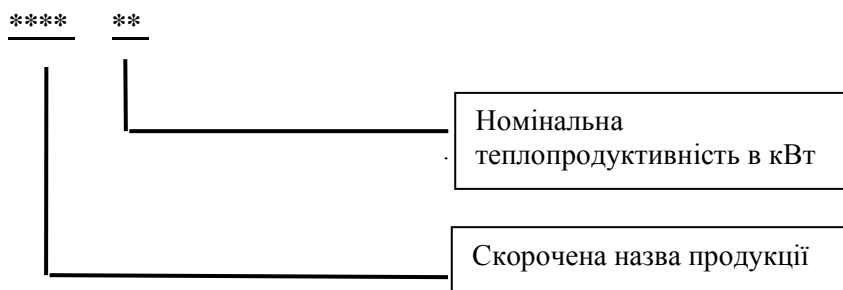 **** **
Номінальна
теплопродуктивність в кВт
Скорочена назва продукції